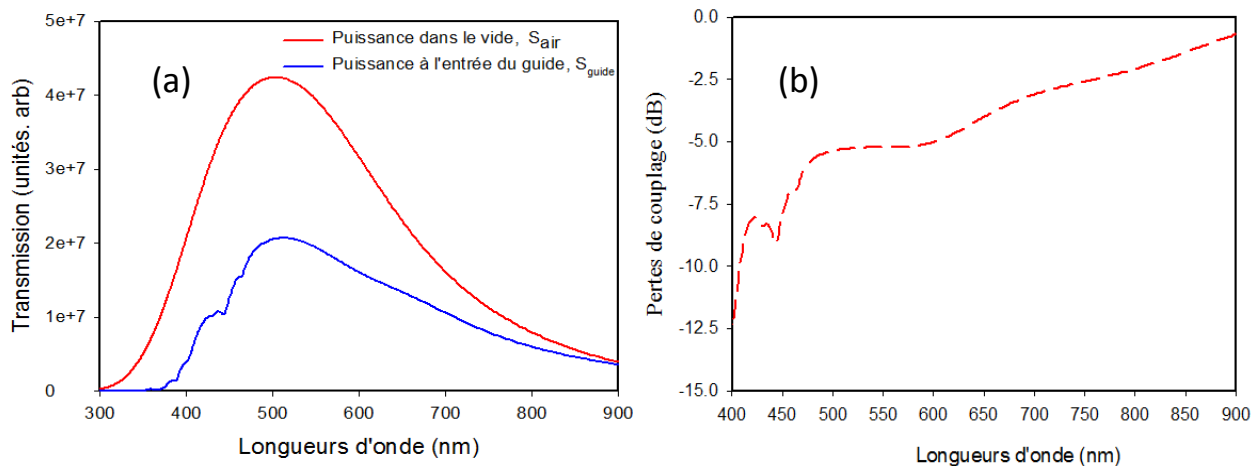 5e+7
4e+7
3e+7
2e+7
1e+7
0
Transmission (unités. arb)
(a)
Puissance dans le vide, Sair
Puissance à l'entrée du guide, Sguide
300 400 500 600 700 800 900
Longueurs d'onde (nm)
0.0
-2.5
-5.0
-7.5
-10.0
-12.5
-15.0
Pertes de couplage (dB)
(b)
400 450 500 550 600 650 700 750 800 850 900
Longueurs d'onde (nm)